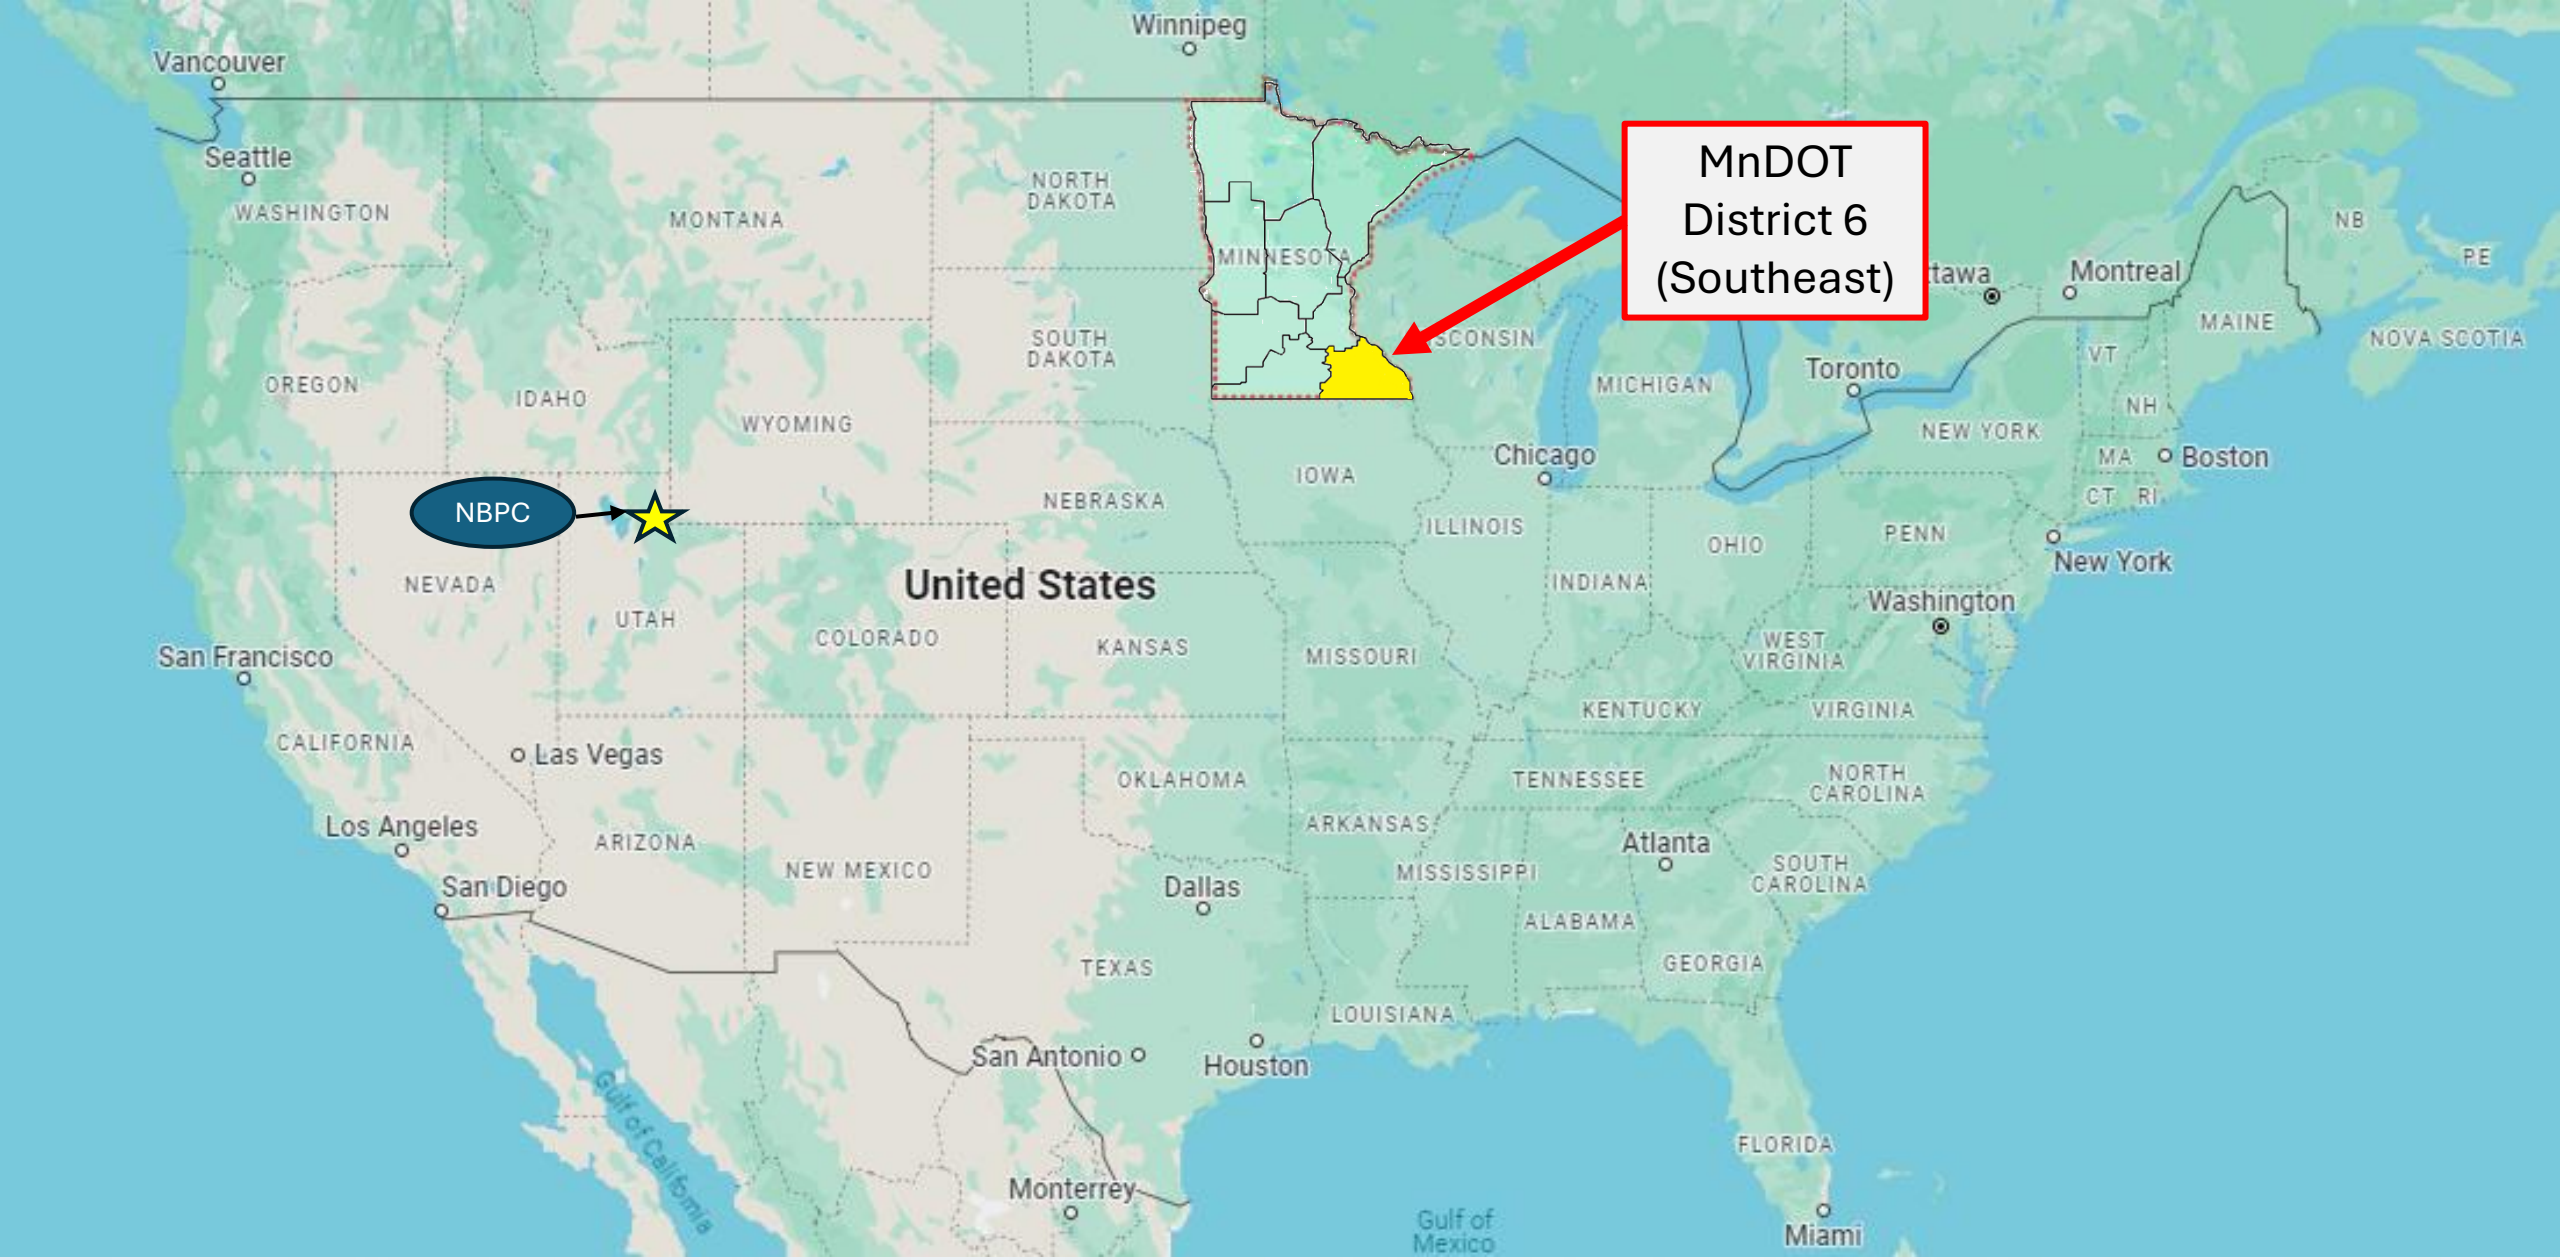 Winnipeg
Vancouver
Seattle
WASHINGTON
MONTANA
NORTH
DAKOTA
MINNESOTA
MnDOT
District 6
(Southeast)
ttawa
Montreal
NB
PE
MAINE
NOVA SCOTIA
OREGON
IDAHO
SOUTH
DAKOTA
SCONSIN
MICHIGAN
Toronto
VT
NH
WYOMING
NEW YORK
MA
Boston
CT
RI
NBPC
NEBRASKA
IOWA
Chicago
ILLINOIS
INDIANA
OHIO
PENN
New York
NEVADA
United States
UTAH
COLORADO
KANSAS
MISSOURI
Washington
WEST
VIRGINIA
KENTUCKY
VIRGINIA
San Francisco
CALIFORNIA
Las Vegas
OKLAHOMA
TENNESSEE
NORTH
CAROLINA
Los Angeles
ARIZONA
NEW MEXICO
ARKANSAS
Atlanta
MISSISSIPPI
SOUTH
CAROLINA
San Diego
Dallas
ALABAMA
GEORGIA
TEXAS
LOUISIANA
San Antonio
Houston
Gulf of California
FLORIDA
Monterrey
Gulf of
Mexico
Miami